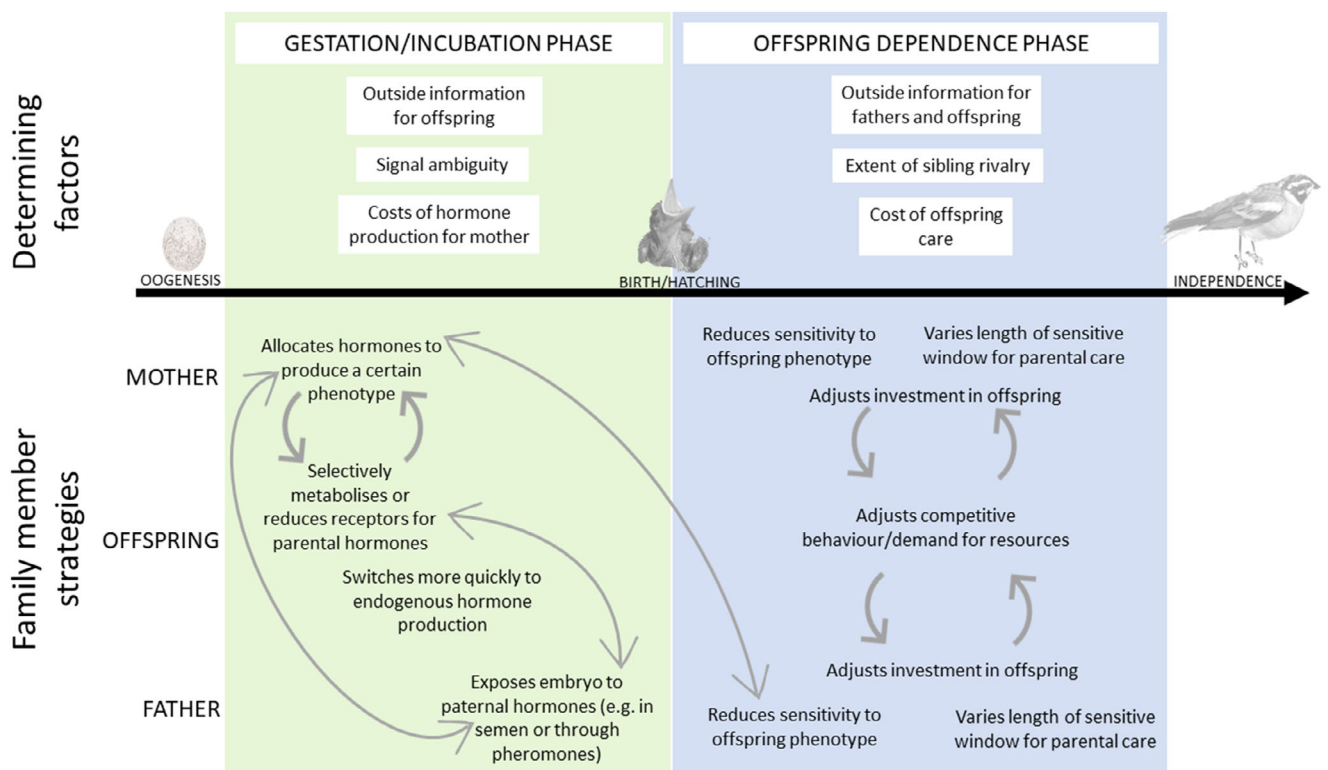 GESTATION/INCUBATION PHASE
OFFSPRING DEPENDENCE PHASE
Determining
factors
Outside information
for offspring
Signal ambiguity
Costs of hormone
production for mother
Outside information for
fathers and offspring
Extent of sibling rivalry
Cost of offspring
care
OOGENESIS
BIRTH/HATCHING
INDEPENDENCE
Family member
strategies
MOTHER
Allocates hormones to
produce a certain
phenotype
Reduces sensitivity to
offspring phenotype
Varies length of sensitive
window for parental care
Adjusts investment in offspring
OFFSPRING
Selectively
metabolises or
reduces receptors for
parental hormones
Switches more quickly to
endogenous hormone
production
Adjusts competitive
behaviour/demand for resources
FATHER
Exposes embryo to
paternal hormones (e.g. in
semen or through
pheromones)
Adjusts investment in offspring
Reduces sensitivity to
offspring phenotype
Varies length of sensitive
window for parental care